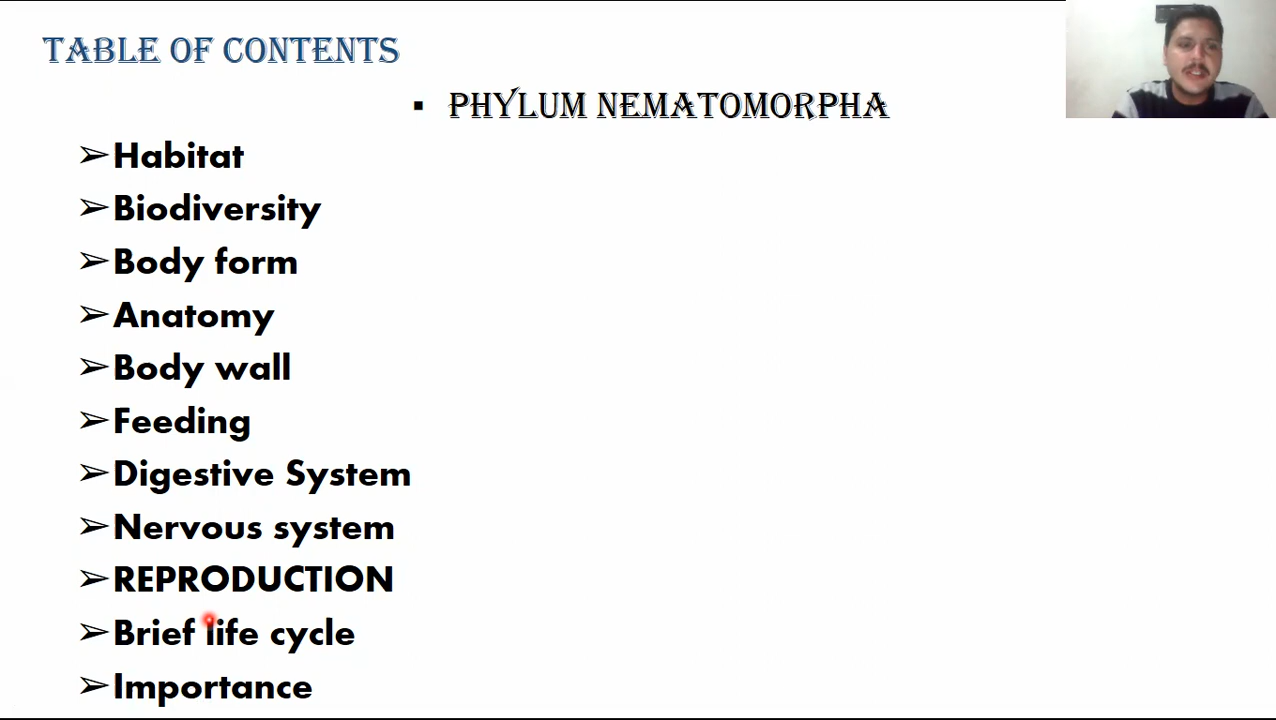 TABLE OF CONTENTS
▪ PHYLUM NEMATOMORPHA
➢Habitat
➢Biodiversity
➢Body form
➢Anatomy
➢Body wall
➢Feeding
➢Digestive System
➢Nervous system
➢REPRODUCTION
➢Brief life cycle
➢Importance